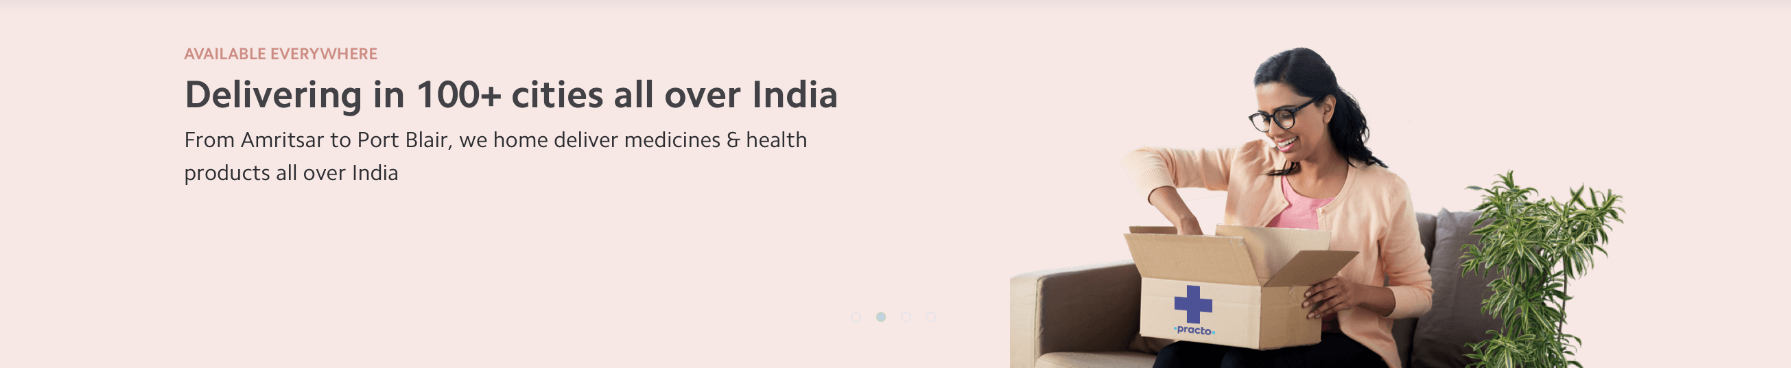 AVAILABLE EVERYWHERE
Delivering in 100+ cities all over India
From Amritsar to Port Blair, we home deliver medicines & health
products all over India
•practo•